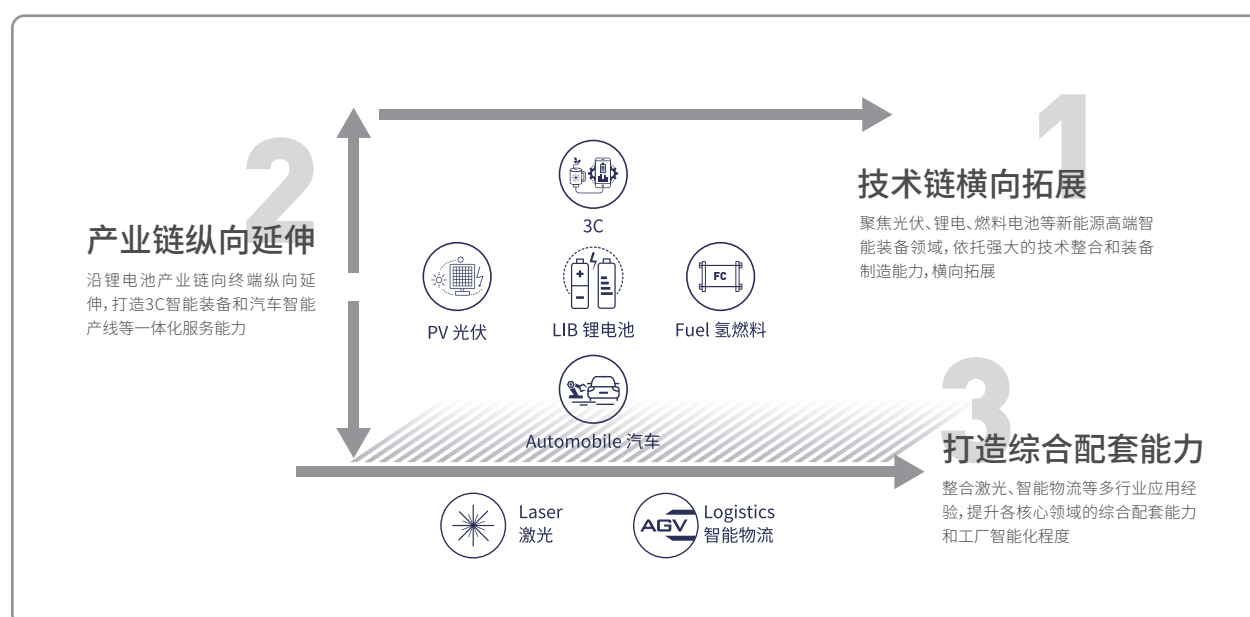 1
技术链横向拓展
聚焦光伏、锂电、燃料电池等新能源高端智
能装备领域，依托强大的技术整合和装备
制造能力，横向拓展
2
产业链纵向延伸
沿锂电池产业链向终端纵向延
伸，打造3C智能装备和汽车智能
产线等一体化服务能力
3C
PV 光伏
LIB 锂电池
FC
Fuel 氢燃料
Automobile 汽车
3
打造综合配套能力
整合激光、智能物流等多行业应用经
验，提升各核心领域的综合配套能力
和工厂智能化程度
Laser
激光
AGV
Logistics
智能物流